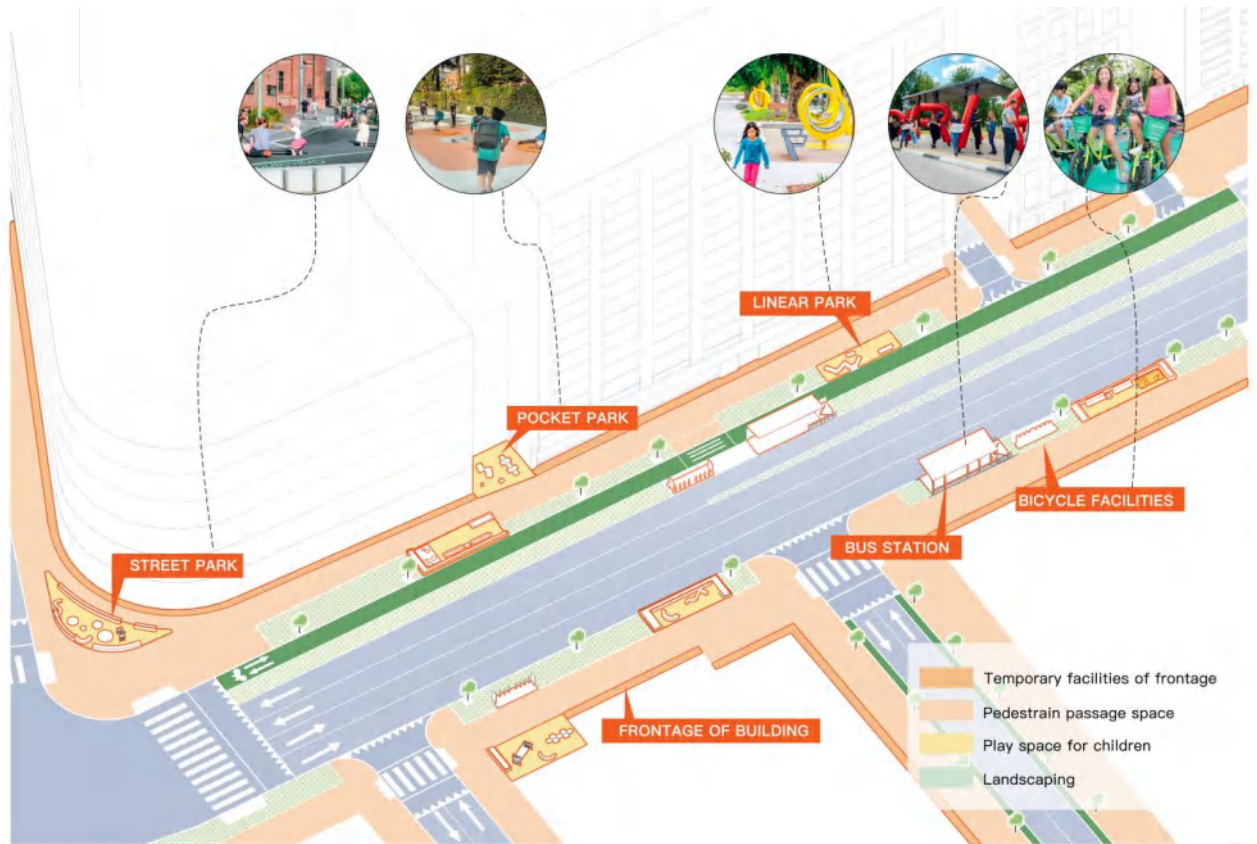 LINEAR PARK
POCKET PARK
BICYCLE FACILITIES
BUS STATION
STREET PARK
FRONTAGE OF BUILDING
Temporary facilities of frontage
Pedestrain passage space
Play space for children
Landscaping